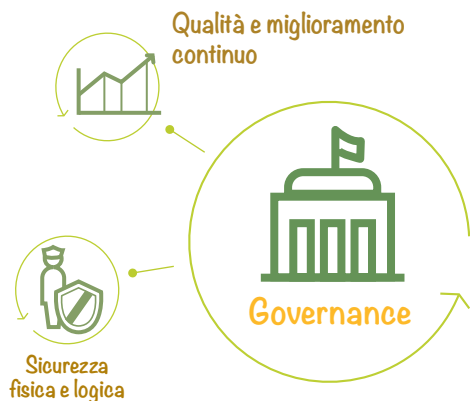 Qualità e miglioramento
continuo
Governance
Sicurezza
fisica e logica